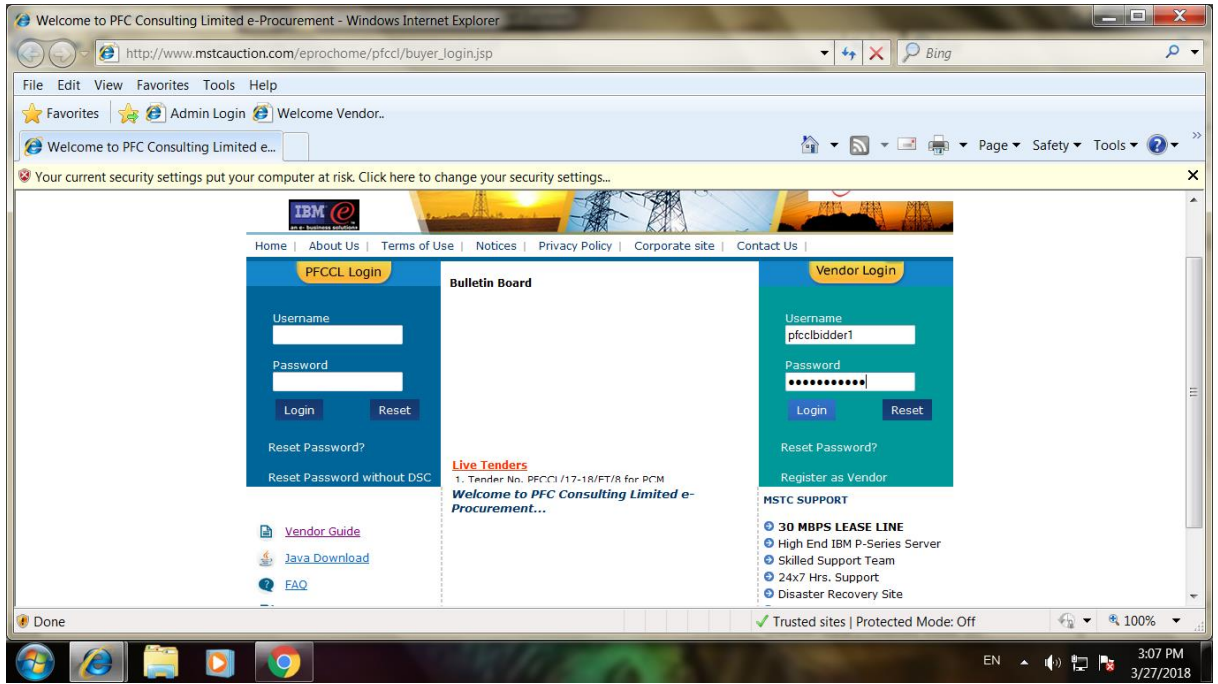 Welcome to PFC Consulting Limited e-Procurement - Windows Internet Explorer
http://www.mstcauction.com/eprochome/pfccl/buyer_login.jsp
Bing
File Edit View Favorites Tools Help
Favorites Admin Login Welcome Vendor..
Welcome to PFC Consulting Limited e...
Page Safety Tools
Your current security settings put your computer at risk. Click here to change your security settings...
IBM e
an e- business solutions
Home | About Us | Terms of Use | Notices | Privacy Policy | Corporate site | Contact Us |
PFCCL Login
Username
Password
Login Reset
Reset Password?
Reset Password without DSC
Vendor Guide
Java Download
FAQ
Bulletin Board
Live Tenders
1. Tender No. PFCCL/17-18/ET/8 for PCM
Welcome to PFC Consulting Limited e-
Procurement...
Vendor Login
Username
pfcclbidder1
Password
●●●●●●●●●●●
Login Reset
Reset Password?
Register as Vendor
MSTC SUPPORT
30 MBPS LEASE LINE
High End IBM P-Series Server
Skilled Support Team
24x7 Hrs. Support
Disaster Recovery Site
Done
Trusted sites | Protected Mode: Off
100%
EN
3:07 PM
3/27/2018